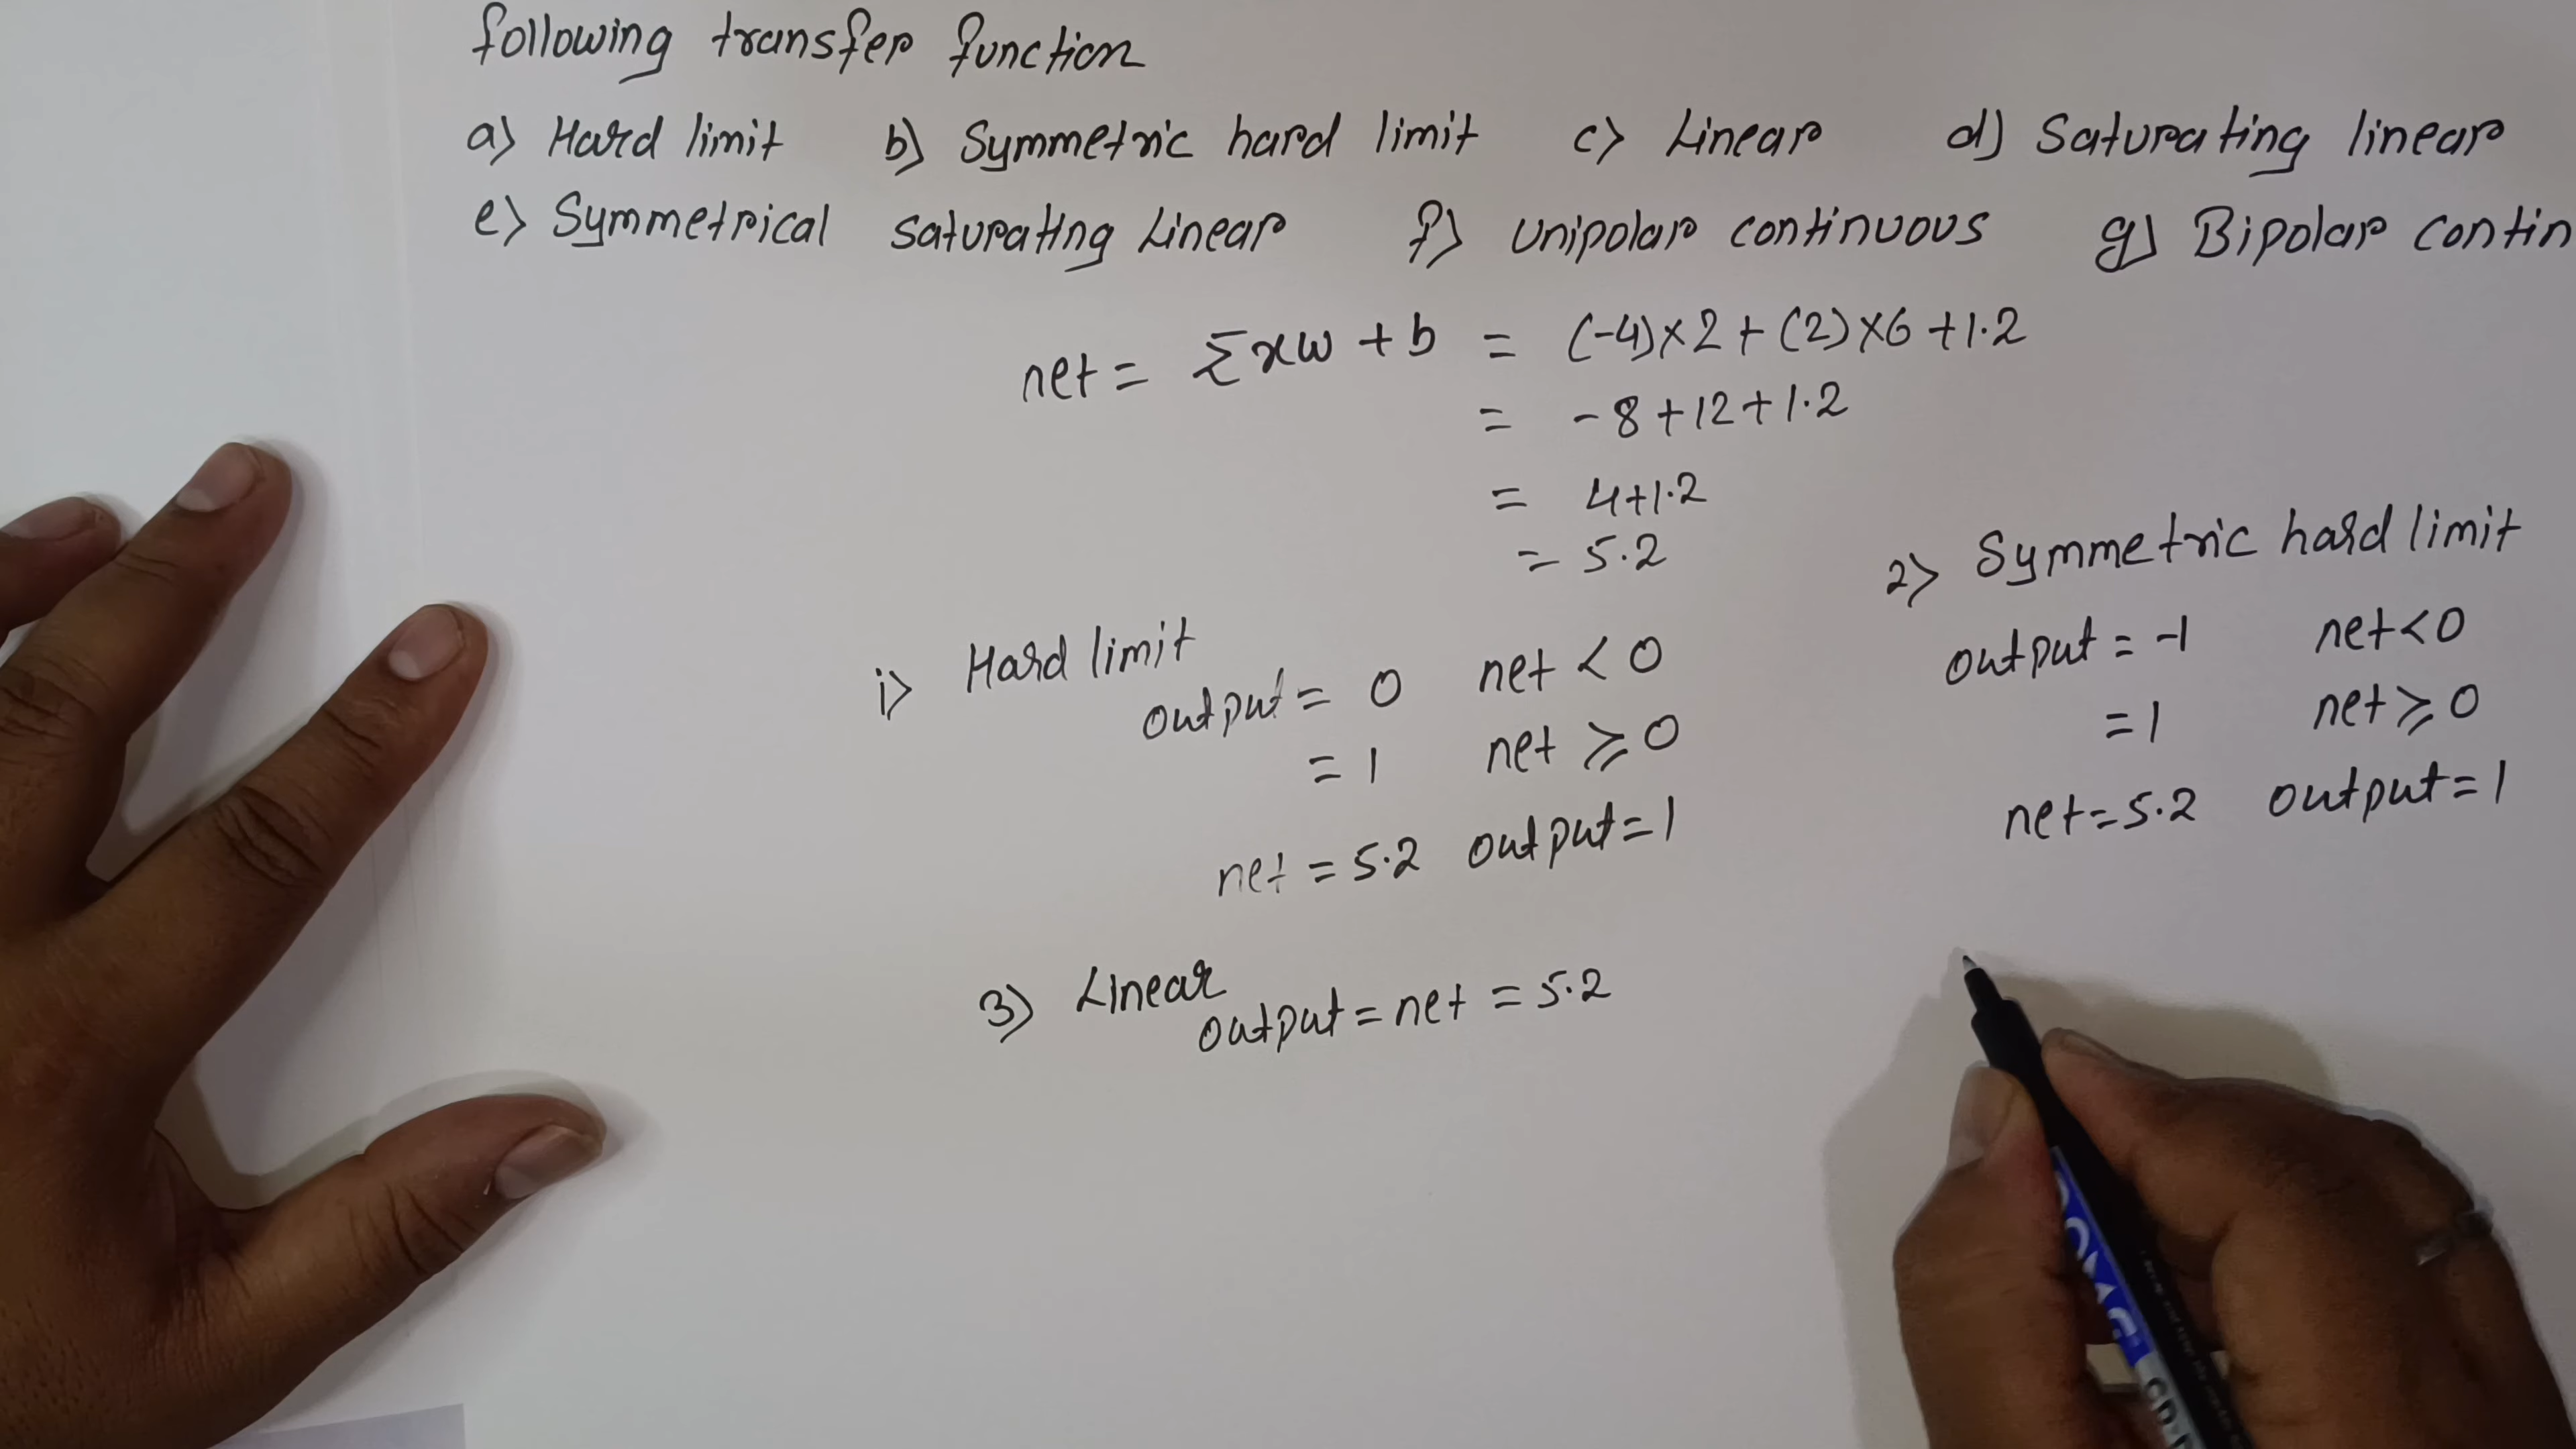 following transfer function
a) Hard limit b) Symmetric hard limit c) Linear d) Saturating linear
e) Symmetrical saturating Linear f) unipolar continuous g) Bipolar contin
net = Σxw + b = (-4)×2 + (2)×6 + 1.2
= -8+12+1.2
= 4+1.2
= 5.2
i) Hard limit
output = 0 net < 0
= 1 net ⩾ 0
net = 5.2 output = 1
2) Symmetric hard limit
output = -1 net < 0
= 1 net ⩾ 0
net = 5.2 output = 1
3) Linear
output = net = 5.2